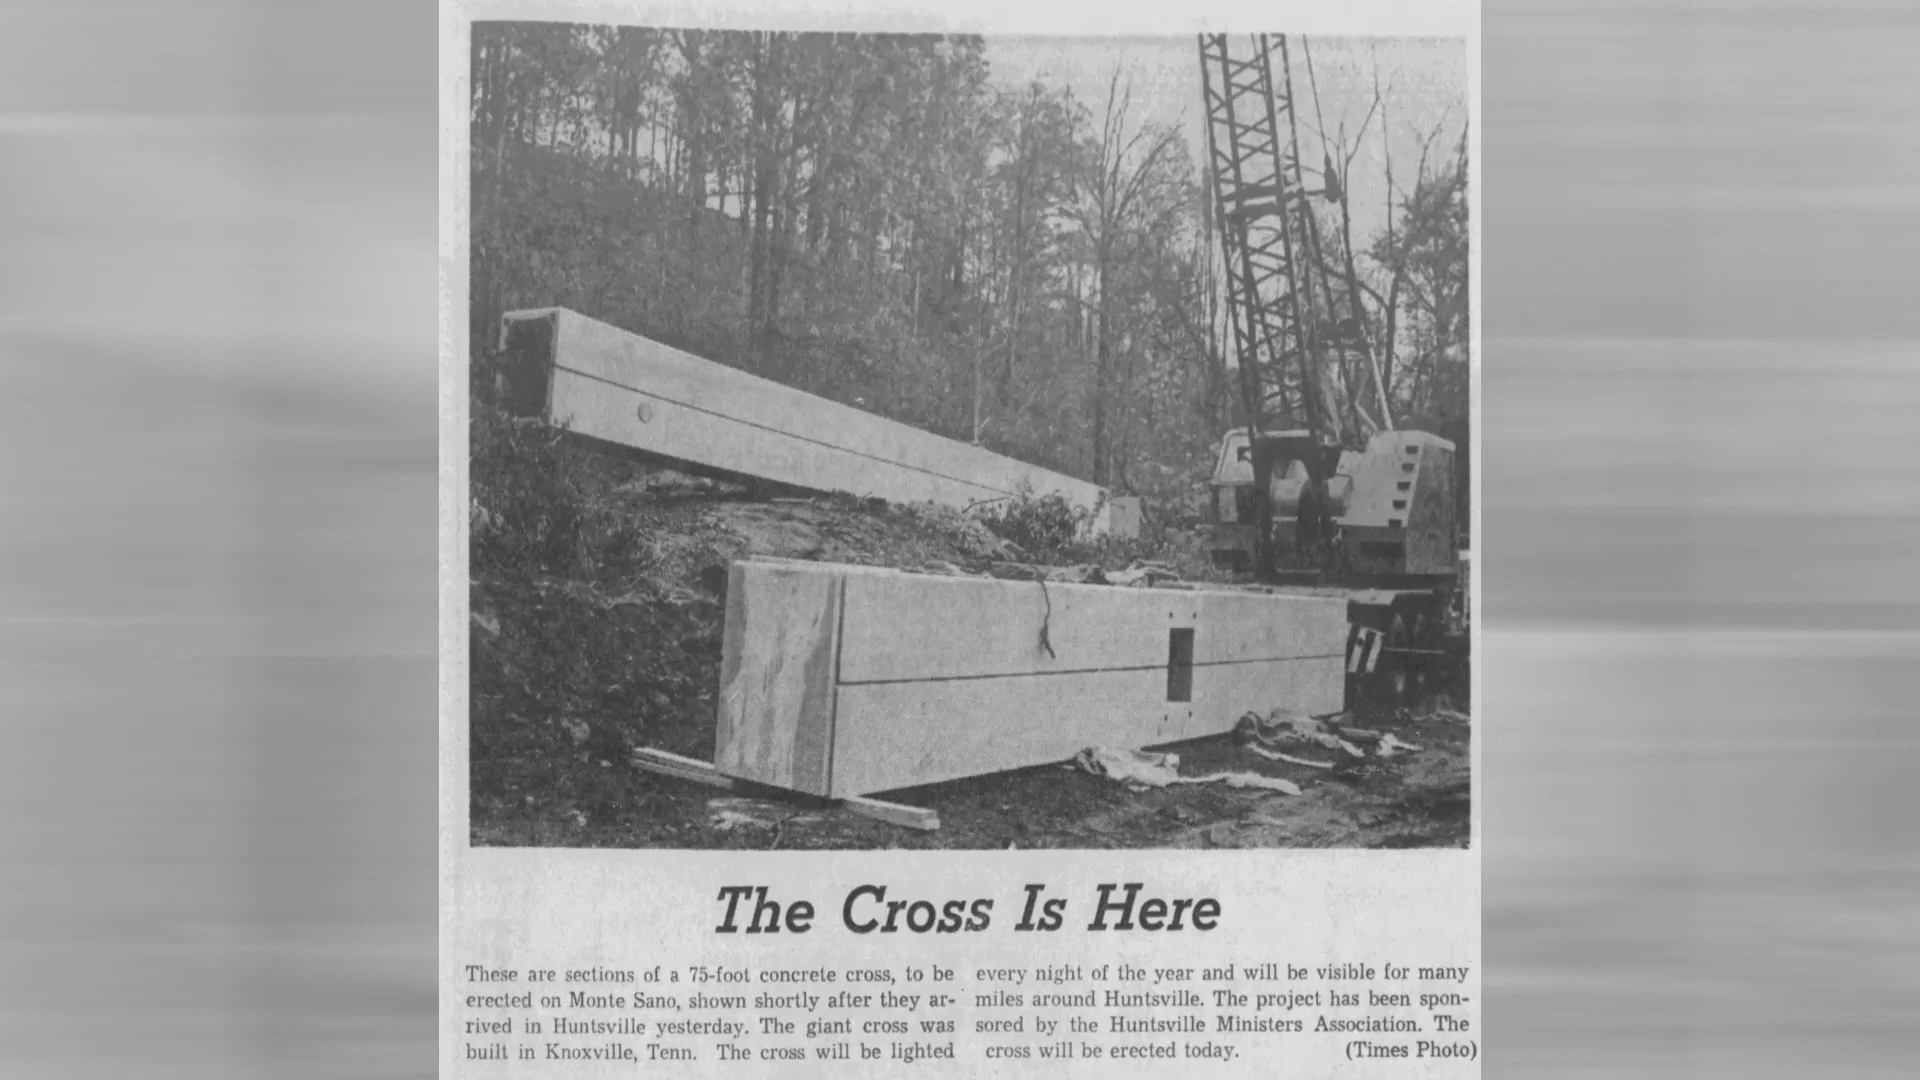 The Cross Is Here
These are sections of a 75-foot concrete cross, to be
erected on Monte Sano, shown shortly after they ar-
rived in Huntsville yesterday. The giant cross was
built in Knoxville, Tenn. The cross will be lighted
every night of the year and will be visible for many
miles around Huntsville. The project has been spon-
sored by the Huntsville Ministers Association. The
cross will be erected today. (Times Photo)